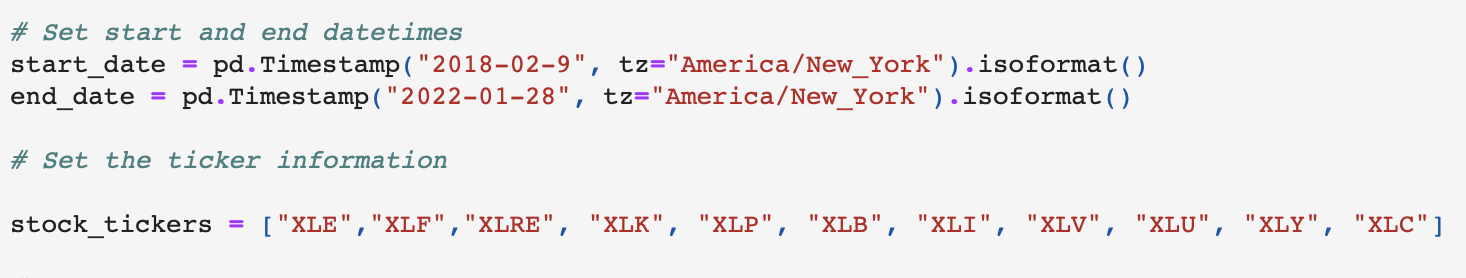 # Set start and end datetimes
start_date = pd.Timestamp("2018-02-9", tz="America/New_York").isoformat()
end_date = pd.Timestamp("2022-01-28", tz="America/New_York").isoformat()
# Set the ticker information
stock_tickers = ["XLE","XLF","XLRE", "XLK", "XLP", "XLB", "XLI", "XLV", "XLU", "XLY", "XLC"]